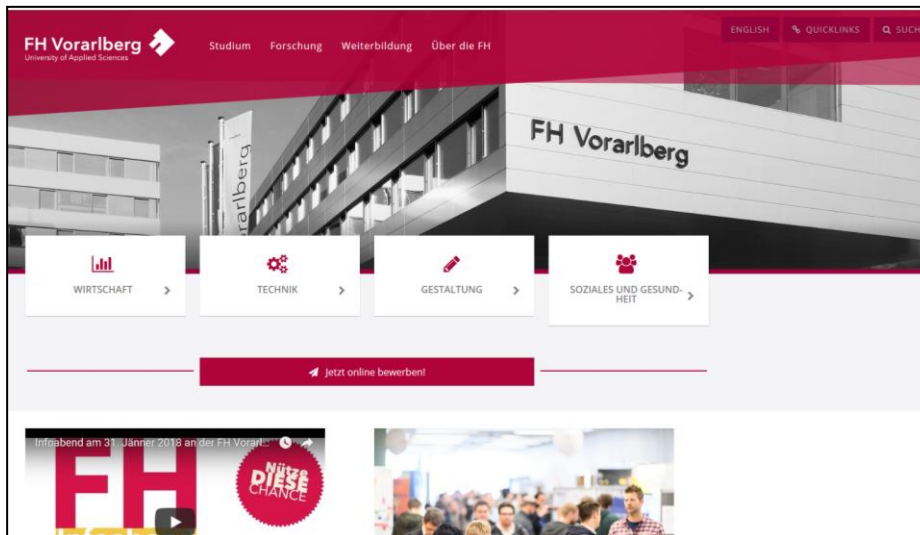 FH Vorarlberg
University of Applied Sciences
Studium Forschung Weiterbildung Über die FH
ENGLISH QUICKLINKS SUCH
FH Vorarlberg
rarlberg
WIRTSCHAFT
TECHNIK
GESTALTUNG
SOZIALES UND GESUND-
HEIT
Jetzt online bewerben!
Infoabend am 31. Jänner 2018 an der FH Vorarl...
FH
Nütze
DIESE
CHANCE